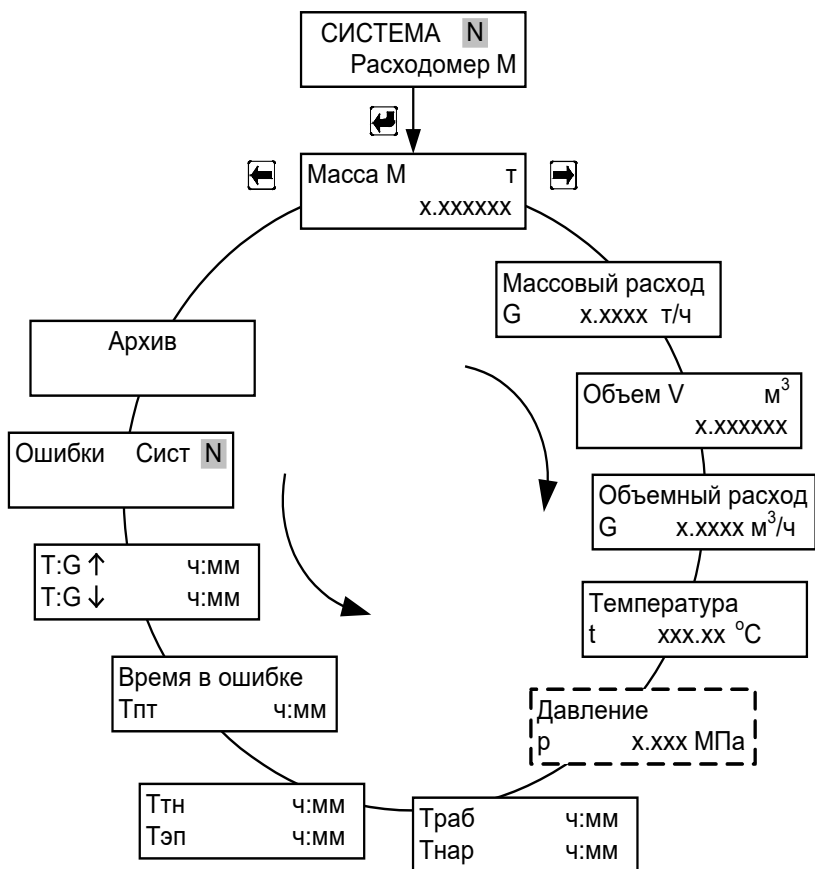 СИСТЕМА N
Расходомер М
Масса М т
х.хххххх
Массовый расход
G х.хххх т/ч
Объем V м³
х.хххххх
Объемный расход
G х.хххх м³/ч
Температура
t ххх.хх °С
Давление
р х.ххх МПа
Траб ч:мм
Тнар ч:мм
Ттн ч:мм
Тэп ч:мм
Время в ошибке
Тпт ч:мм
T:G ↑ ч:мм
T:G ↓ ч:мм
Ошибки Сист N
Архив